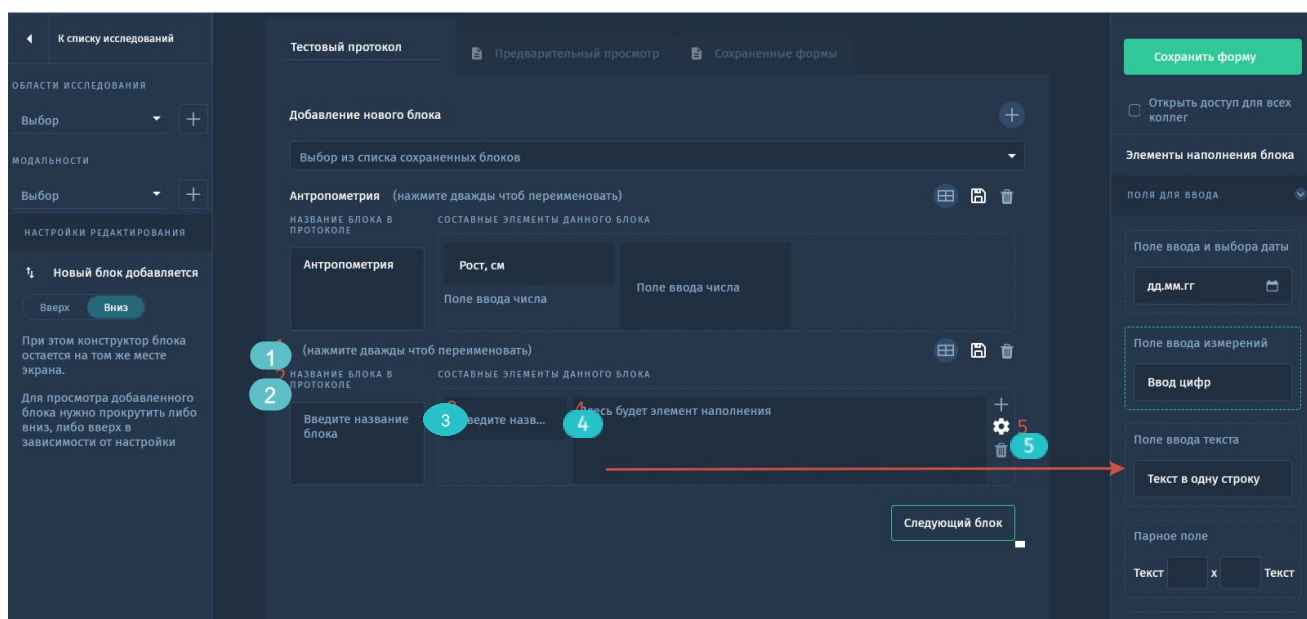 К списку исследований
ОБЛАСТИ ИССЛЕДОВАНИЯ
Выбор
МОДАЛЬНОСТИ
Выбор
НАСТРОЙКИ РЕДАКТИРОВАНИЯ
Новый блок добавляется
Вверх Вниз
При этом конструктор блока
остается на том же месте
экрана.
Для просмотра добавленного
блока нужно прокрутить либо
вниз, либо вверх в
зависимости от настройки
Тестовый протокол
Предварительный просмотр
Сохраненные формы
Добавление нового блока
Выбор из списка сохраненных блоков
Антропометрия (нажмите дважды чтоб переименовать)
НАЗВАНИЕ БЛОКА В
ПРОТОКОЛЕ
СОСТАВНЫЕ ЭЛЕМЕНТЫ ДАННОГО БЛОКА
Антропометрия
Рост, см
Поле ввода числа
Поле ввода числа
1 (нажмите дважды чтоб переименовать)
2 НАЗВАНИЕ БЛОКА В
2 ПРОТОКОЛЕ
СОСТАВНЫЕ ЭЛЕМЕНТЫ ДАННОГО БЛОКА
Введите название
блока
3 ведите назв...
4
4 есь будет элемент наполнения
5
5
Следующий блок
Сохранить форму
Открыть доступ для всех
коллег
Элементы наполнения блока
ПОЛЯ ДЛЯ ВВОДА
Поле ввода и выбора даты
дд.мм.гг
Поле ввода измерений
Ввод цифр
Поле ввода текста
Текст в одну строку
Парное поле
Текст х Текст